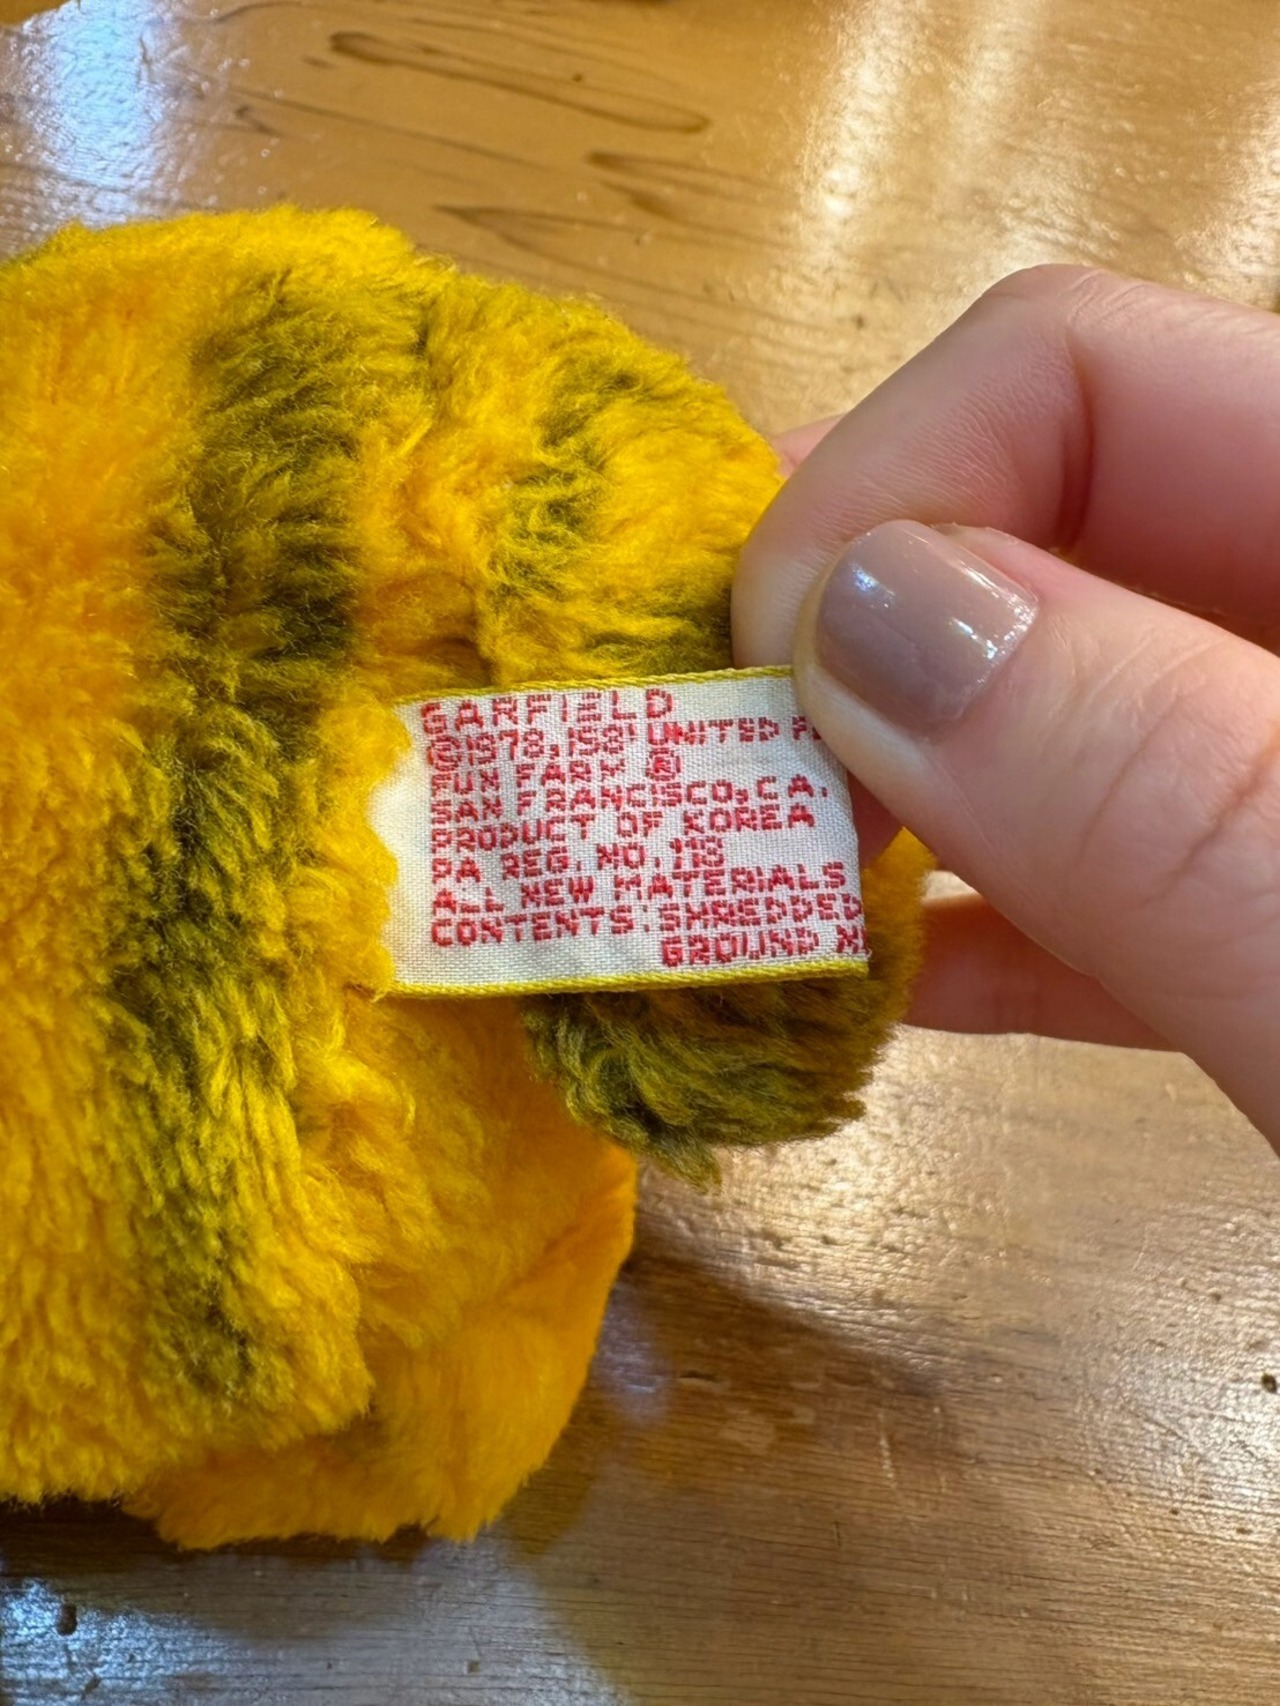 GARFIELD
©1978,1981 UNITED
FUN FARM ®
SAN FRANCISCO,CA.
PRODUCT OF KOREA
PA. REG. NO. 118
ALL NEW MATERIALS
CONTENTS:SHREDDED
GROUND